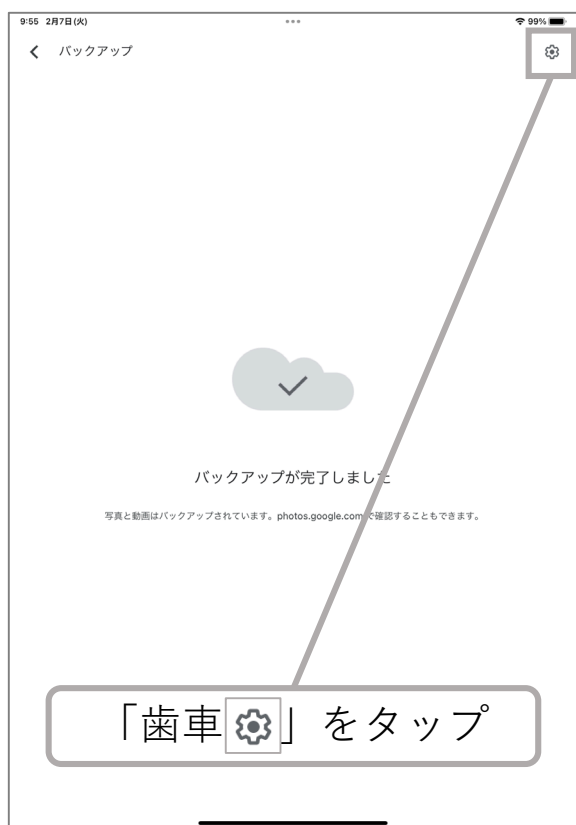 9:55 2月7日(火)
99%
バックアップ
バックアップが完了しました
写真と動画はバックアップされています。photos.google.comで確認することもできます。
「歯車」をタップ